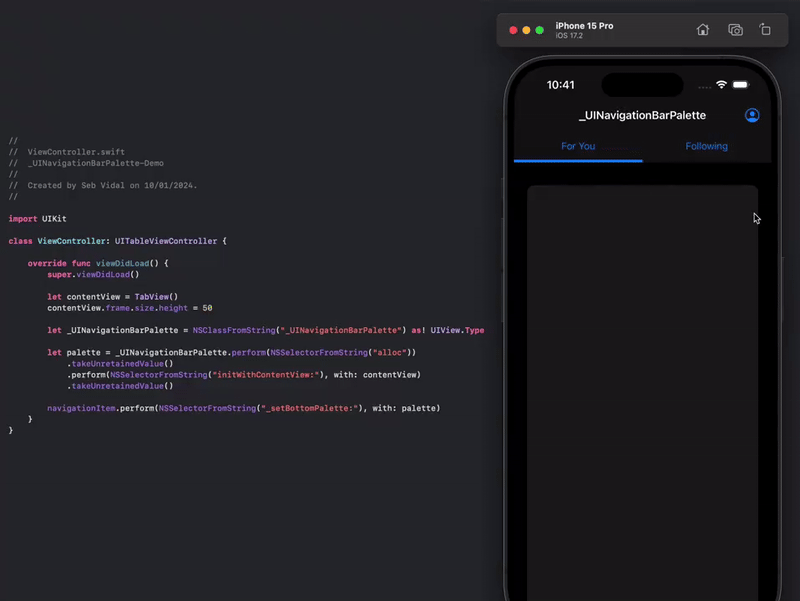 //
//  ViewController.swift
//  _UINavigationBarPalette-Demo
//
//  Created by Seb Vidal on 10/01/2024.
//
import UIKit
class ViewController: UITableViewController {
    override func viewDidLoad() {
        super.viewDidLoad()
        let contentView = TabView()
        contentView.frame.size.height = 50
        let _UINavigationBarPalette = NSClassFromString("_UINavigationBarPalette") as! UIView.Type
        let palette = _UINavigationBarPalette.perform(NSSelectorFromString("alloc"))
            .takeUnretainedValue()
            .perform(NSSelectorFromString("initWithContentView:"), with: contentView)
            .takeUnretainedValue()
        navigationItem.perform(NSSelectorFromString("_setBottomPalette:"), with: palette)
    }
}
iPhone 15 Pro
iOS 17.2
10:41
_UINavigationBarPalette
For You Following